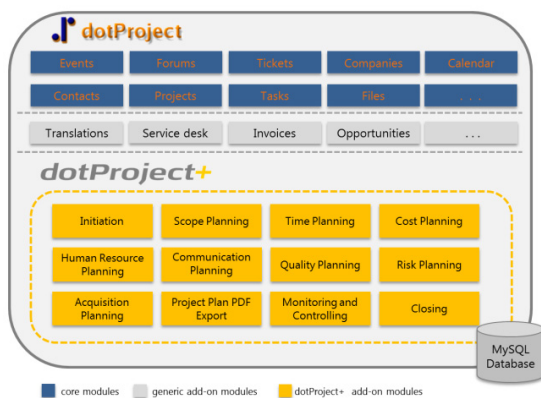 dotProject
Events Forums Tickets Companies Calendar
Contacts Projects Tasks Files . . .
Translations Service desk Invoices Opportunities . . .
dotProject+
Initiation Scope Planning Time Planning Cost Planning
Human Resource Planning Communication Planning Quality Planning Risk Planning
Acquisition Planning Project Plan PDF Export Monitoring and Controlling Closing
MySQL
Database
core modules generic add-on modules dotProject+ add-on modules